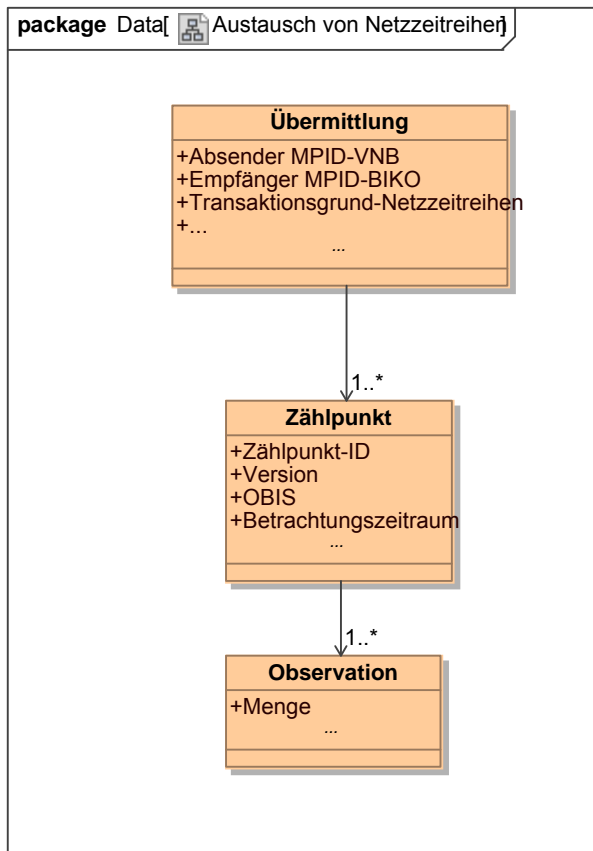 package Data[ Austausch von Netzzeitreihen]
Übermittlung
+Absender MPID-VNB
+Empfänger MPID-BIKO
+Transaktionsgrund-Netzzeitreihen
+...
...
1..*
Zählpunkt
+Zählpunkt-ID
+Version
+OBIS
+Betrachtungszeitraum
...
1..*
Observation
+Menge
...